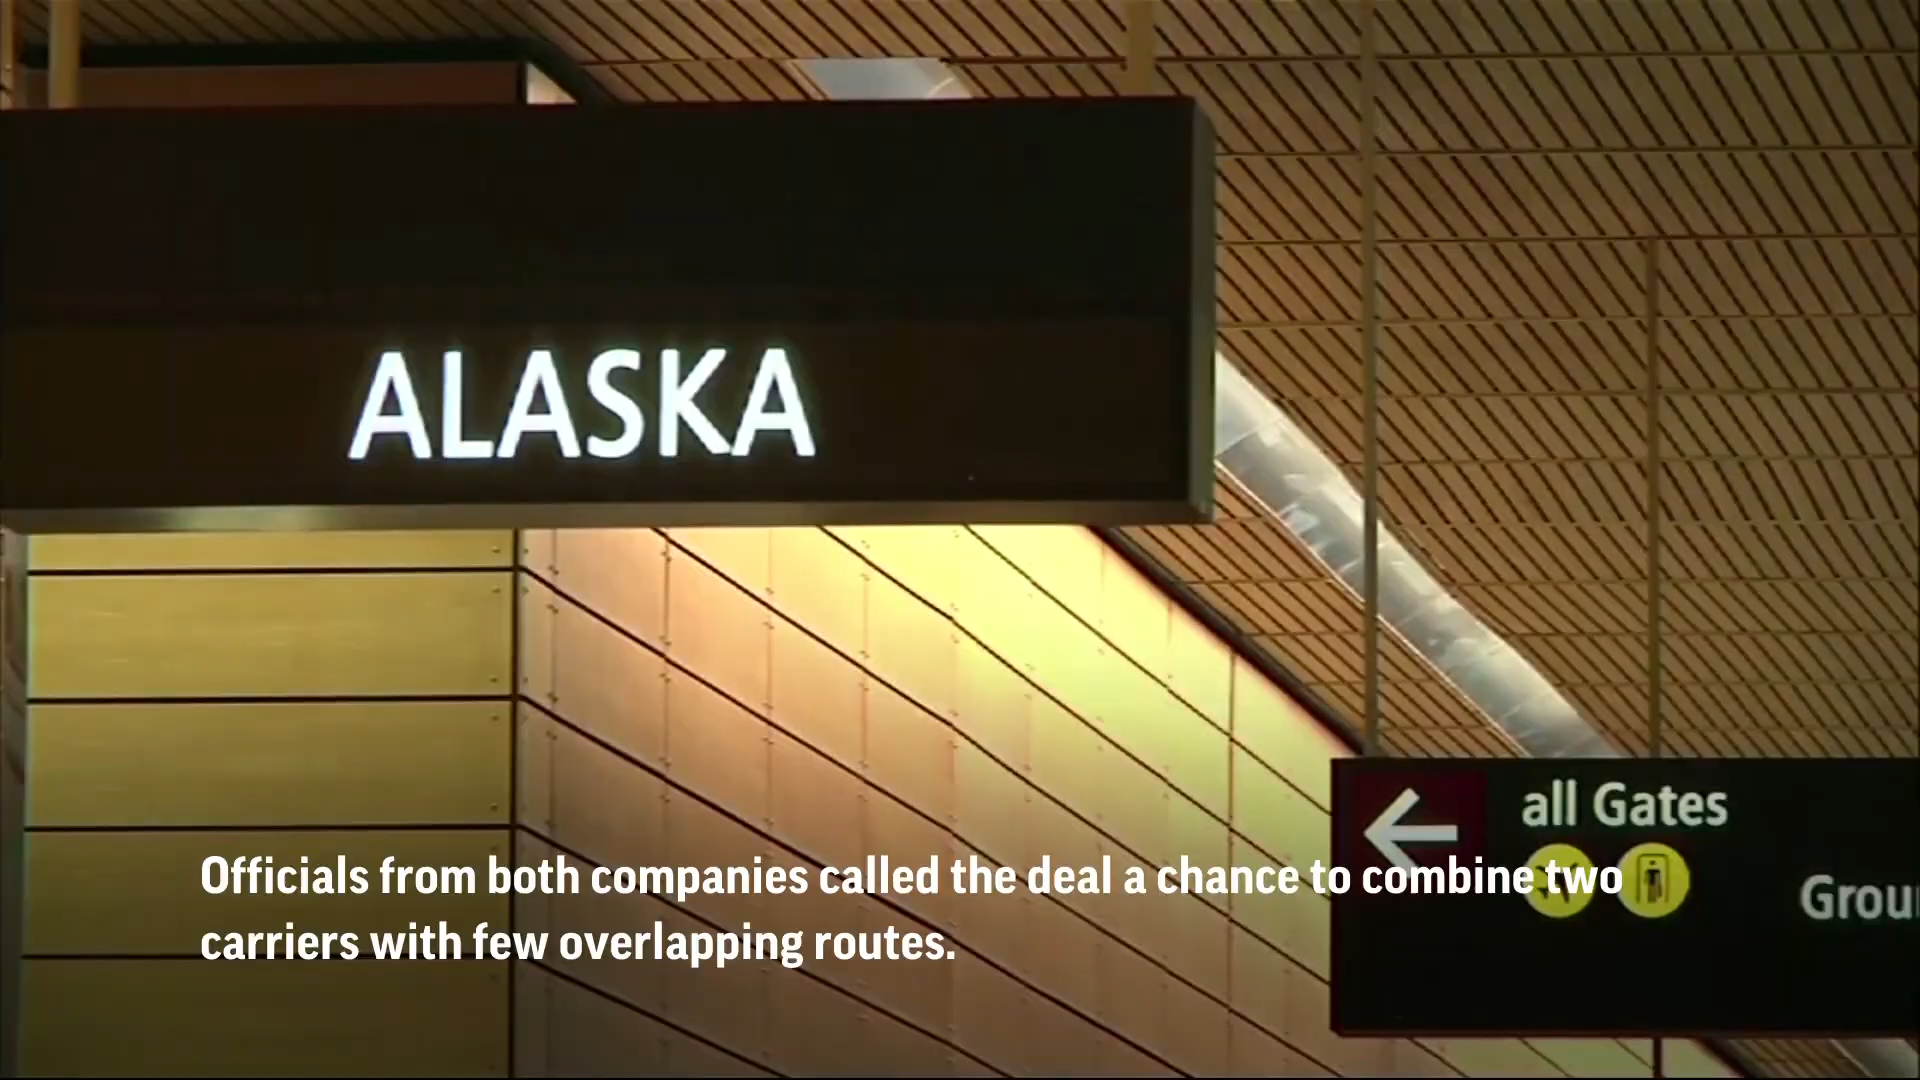 ALASKA
all Gates
Officials from both companies called the deal a chance to combine two
carriers with few overlapping routes.